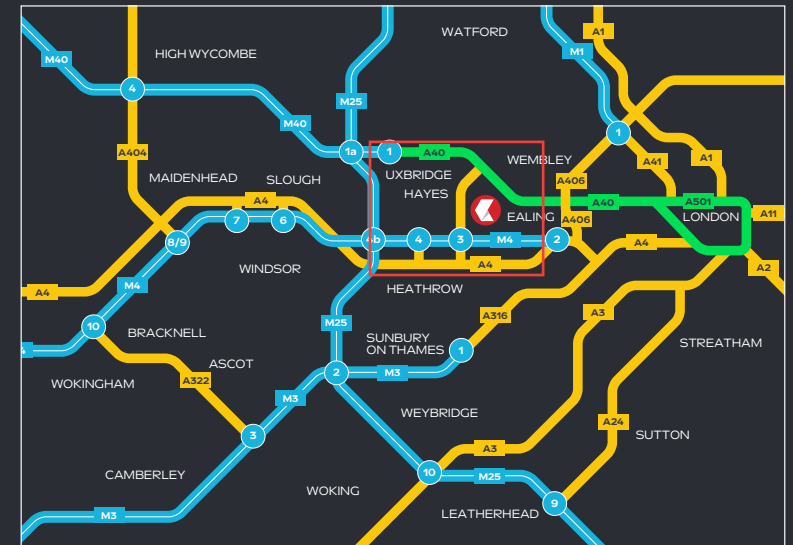 WATFORD
A1
HIGH WYCOMBE
M40
M1
4
M25
M40
1
A404
1a
1
A40
WEMBLEY
A41
A1
MAIDENHEAD
SLOUGH
UXBRIDGE
HAYES
A406
A4
A40
A501
7
6
EALING
A406
LONDON
A11
8/9
4b
4
3
M4
2
A4
WINDSOR
A4
A2
M4
A4
HEATHROW
10
BRACKNELL
M25
A316
A3
SUNBURY
ON THAMES
1
STREATHAM
ASCOT
WOKINGHAM
A322
2
M3
M3
WEYBRIDGE
A24
3
SUTTON
A3
CAMBERLEY
10
M25
WOKING
9
LEATHERHEAD
M3